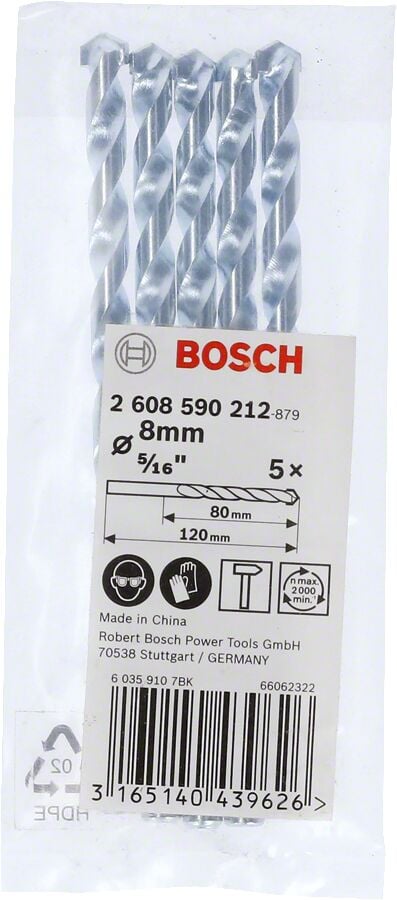 BOSCH
2 608 590 212-879
Ø 8mm
5/16"
5×
80mm
120mm
n max.
2000
min.⁻¹
Made in China
Robert Bosch Power Tools GmbH
70538 Stuttgart / GERMANY
6 035 910 7BK 66062322
3 165140 439626 >
02
HDPE